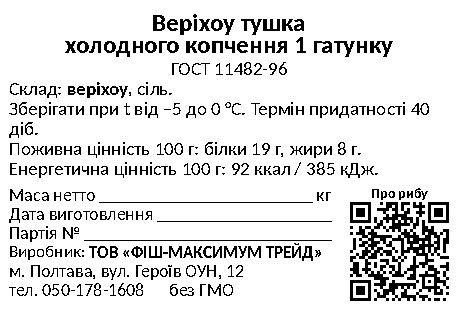 Веріхоу тушка
холодного копчення 1 гатунку
ГОСТ 11482-96
Склад: веріхоу, сіль.
Зберігати при t від –5 до 0 °С. Термін придатності 40
діб.
Поживна цінність 100 г: білки 19 г, жири 8 г.
Енергетична цінність 100 г: 92 ккал / 385 кДж.
Маса нетто ______________________ кг
Дата виготовлення __________________
Партія № __________________________
Виробник: ТОВ «ФІШ-МАКСИМУМ ТРЕЙД»
м. Полтава, вул. Героїв ОУН, 12
тел. 050-178-1608 без ГМО
Про рибу